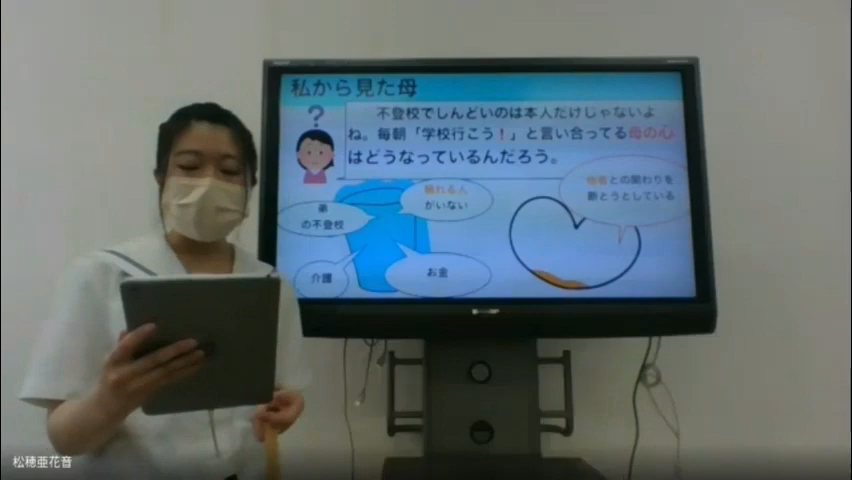 私から見た母
?
不登校でしんどいのは本人だけじゃないよ
ね。毎朝「学校行こう！」と言い合ってる母の心
はどうなっているんだろう。
弟
の不登校
頼れる人
がいない
介護
お金
他者との関わりを
断とうとしている
松穂亜花音